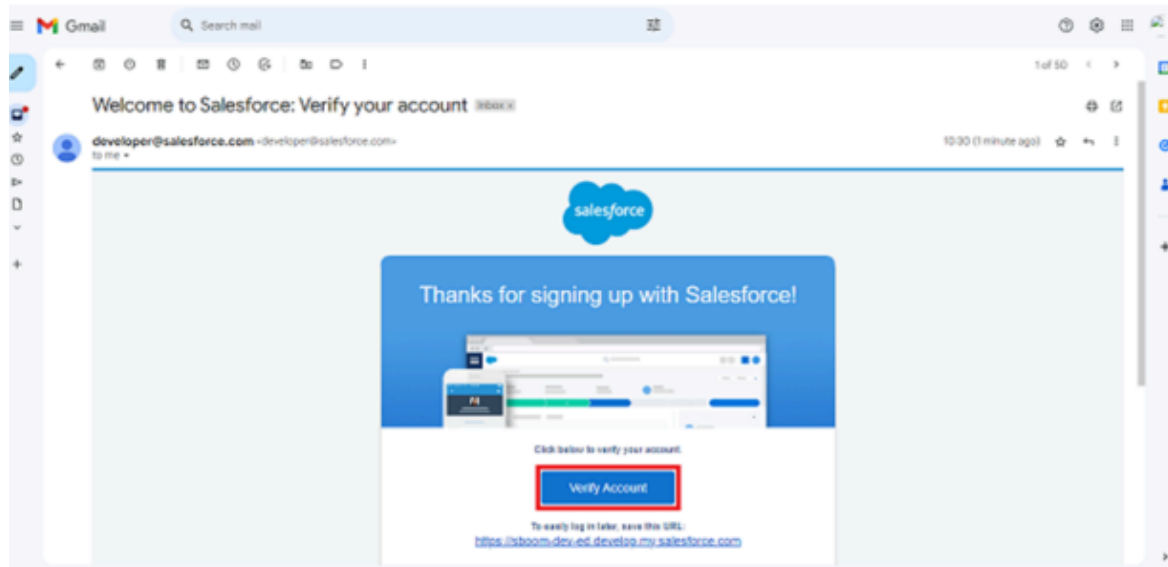 Gmail
Search mail
1 of 50
Welcome to Salesforce: Verify your account Inbox x
developer@salesforce.com <developer@salesforce.com>
10:30 (1 minute ago)
to me
salesforce
Thanks for signing up with Salesforce!
Click below to verify your account.
Verify Account
To easily log in later, save this URL:
https://sboom-dev-ed.develop.my.salesforce.com